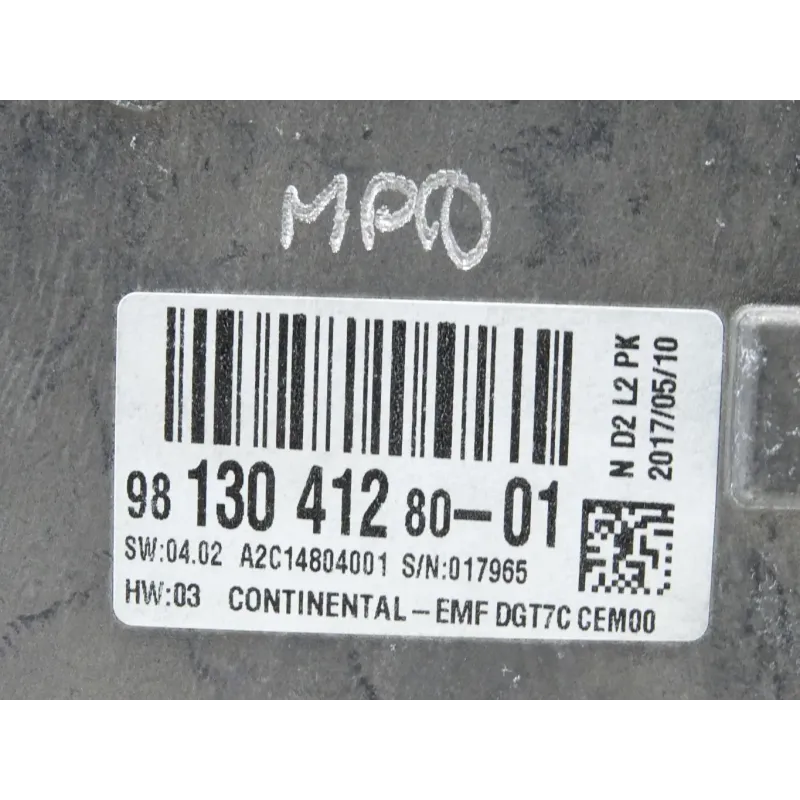 MPO
N D2 L2 PK
2017/05/10
98 130 412 80-01
SW:04.02 A2C14804001 S/N:017965
HW:03 CONTINENTAL-EMF DGT7C CEM00